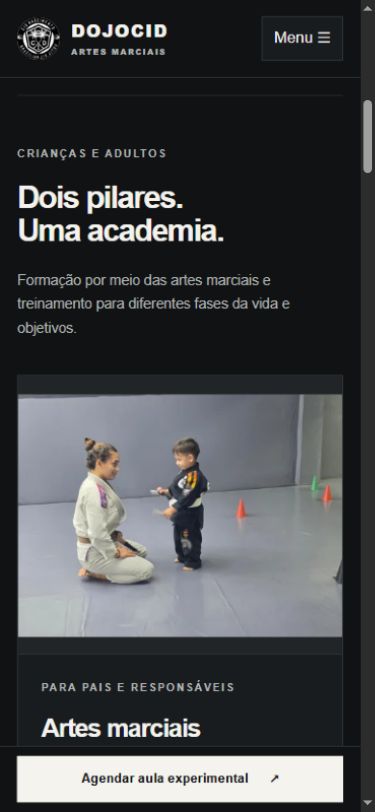 DOJOCID
ARTES MARCIAIS
Menu ☰
CRIANÇAS E ADULTOS
Dois pilares.
Uma academia.
Formação por meio das artes marciais e
treinamento para diferentes fases da vida e
objetivos.
PARA PAIS E RESPONSÁVEIS
Artes marciais
Agendar aula experimental ↗